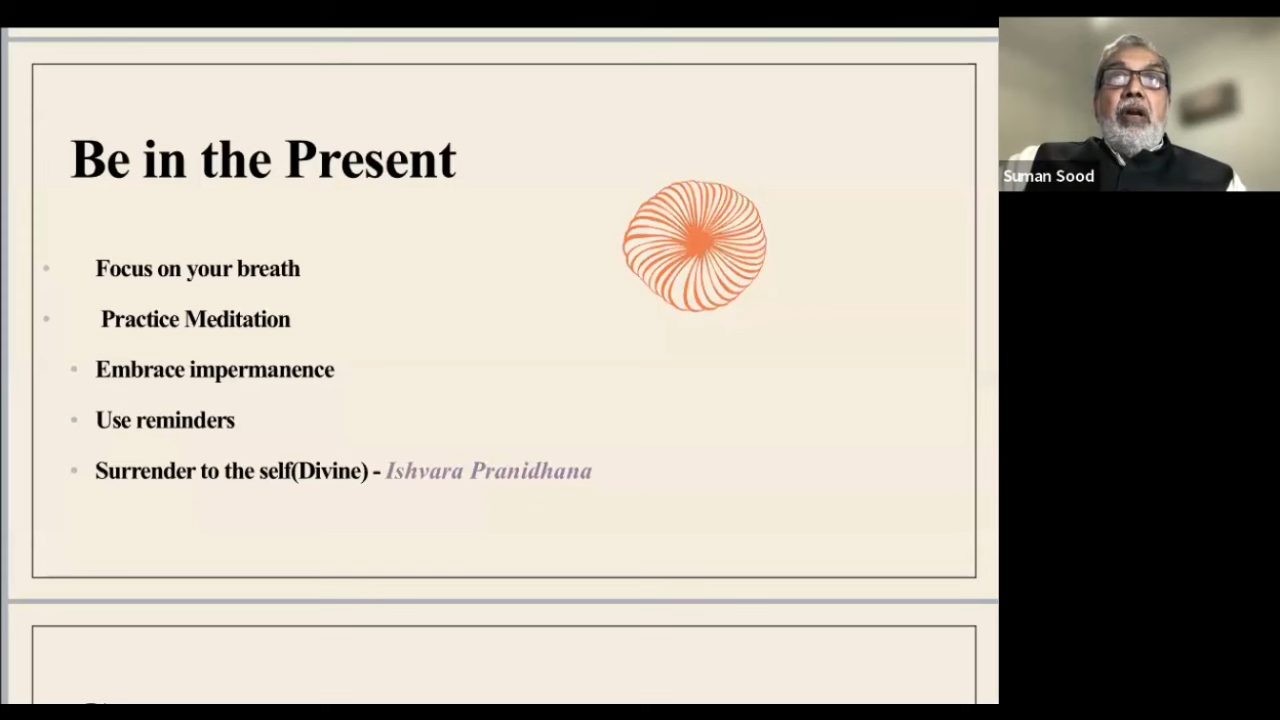 Be in the Present
Focus on your breath
Practice Meditation
Embrace impermanence
Use reminders
Surrender to the self(Divine) - Ishvara Pranidhana
Suman Sood